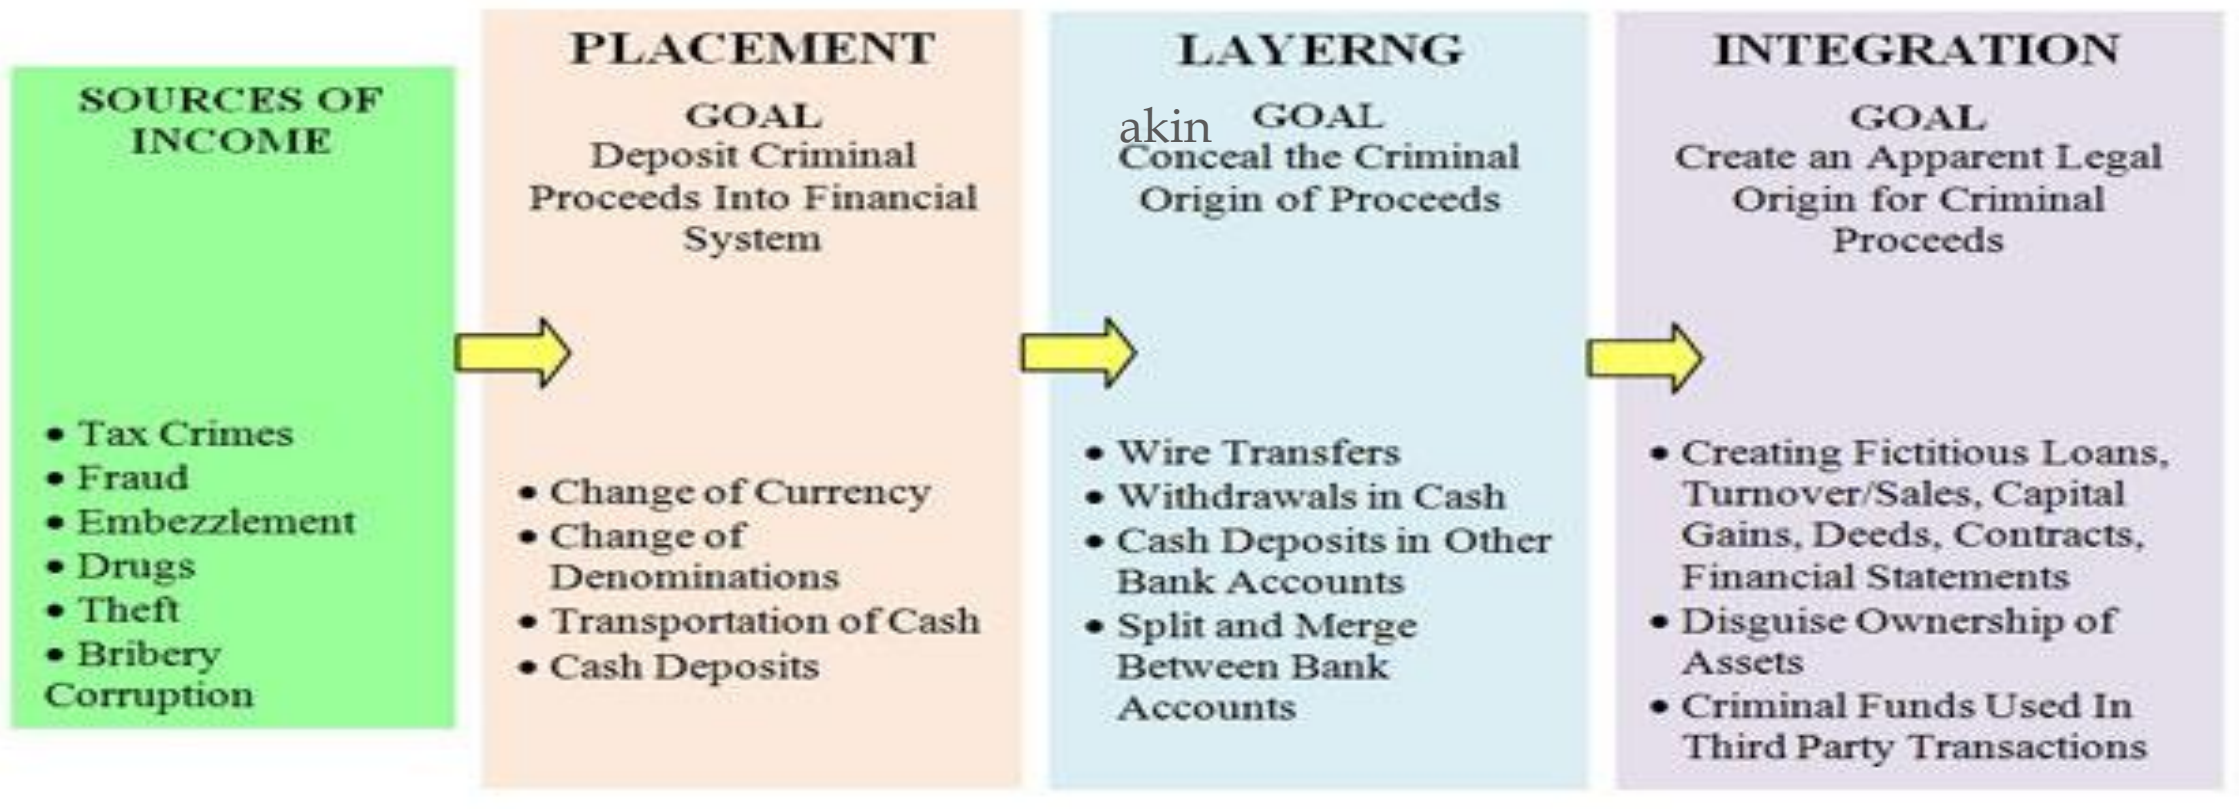 SOURCES OF
INCOME
• Tax Crimes
• Fraud
• Embezzlement
• Drugs
• Theft
• Bribery
Corruption
PLACEMENT
GOAL
Deposit Criminal
Proceeds Into Financial
System
• Change of Currency
• Change of
Denominations
• Transportation of Cash
• Cash Deposits
LAYERNG
akin GOAL
Conceal the Criminal
Origin of Proceeds
• Wire Transfers
• Withdrawals in Cash
• Cash Deposits in Other
Bank Accounts
• Split and Merge
Between Bank
Accounts
INTEGRATION
GOAL
Create an Apparent Legal
Origin for Criminal
Proceeds
• Creating Fictitious Loans,
Turnover/Sales, Capital
Gains, Deeds, Contracts,
Financial Statements
• Disguise Ownership of
Assets
• Criminal Funds Used In
Third Party Transactions